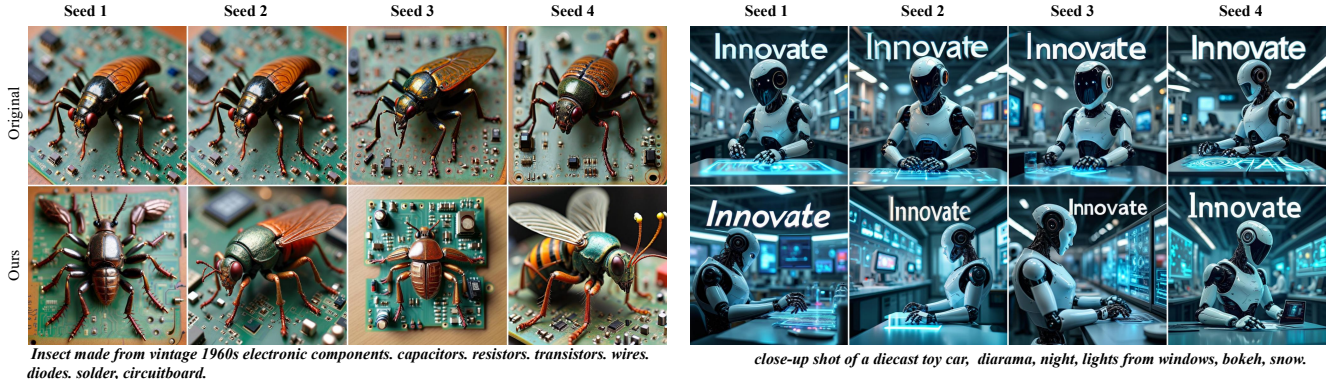 Seed 1 Seed 2 Seed 3 Seed 4
Seed 1 Seed 2 Seed 3 Seed 4
Original
Innovate Innovate Innovate Innovate
Ours
Innovate Innovate Innovate Innovate
Insect made from vintage 1960s electronic components. capacitors. resistors. transistors. wires.
diodes. solder, circuitboard.
close-up shot of a diecast toy car, diarama, night, lights from windows, bokeh, snow.